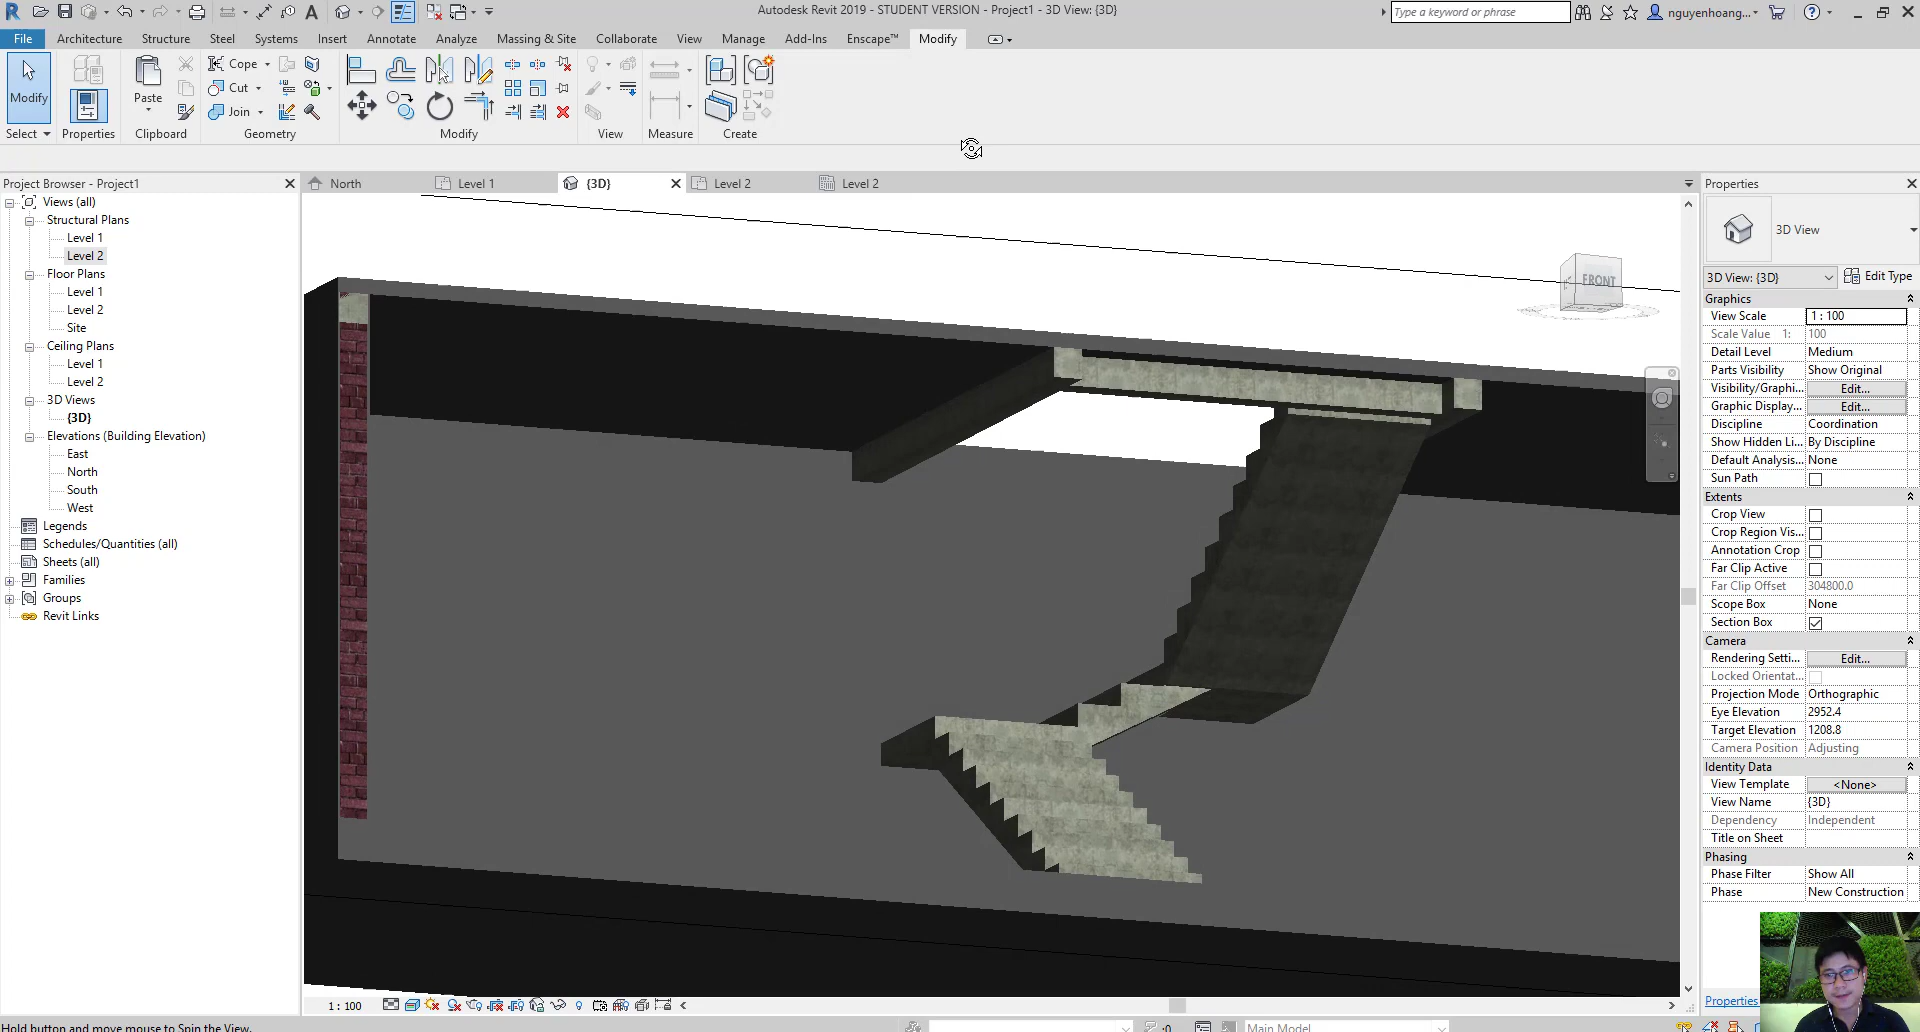 Autodesk Revit 2019 - STUDENT VERSION - Project1 - 3D View: {3D}
Type a keyword or phrase
nguyenhoang...
File Architecture Structure Steel Systems Insert Annotate Analyze Massing & Site Collaborate View Manage Add-Ins Enscape™ Modify
Cope
Cut
Join
Modify
Paste
Select
Properties
Clipboard
Geometry
Modify
View
Measure
Create
Project Browser - Project1
North
Level 1
{3D}
Level 2
Level 2
Properties
Views (all)
Structural Plans
Level 1
Level 2
Floor Plans
Level 1
Level 2
Site
Ceiling Plans
Level 1
Level 2
3D Views
{3D}
Elevations (Building Elevation)
East
North
South
West
Legends
Schedules/Quantities (all)
Sheets (all)
Families
Groups
Revit Links
FRONT
3D View
3D View: {3D}
Edit Type
Graphics
View Scale 1 : 100
Scale Value 1: 100
Detail Level Medium
Parts Visibility Show Original
Visibility/Graphi... Edit...
Graphic Display... Edit...
Discipline Coordination
Show Hidden Li... By Discipline
Default Analysis... None
Sun Path
Extents
Crop View
Crop Region Vis...
Annotation Crop
Far Clip Active
Far Clip Offset 304800.0
Scope Box None
Section Box
Camera
Rendering Setti... Edit...
Locked Orientat...
Projection Mode Orthographic
Eye Elevation 2952.4
Target Elevation 1208.8
Camera Position Adjusting
Identity Data
View Template <None>
View Name {3D}
Dependency Independent
Title on Sheet
Phasing
Phase Filter Show All
Phase New Construction
Properties
1 : 100
Hold button and move mouse to Spin the View.
:0
Main Model